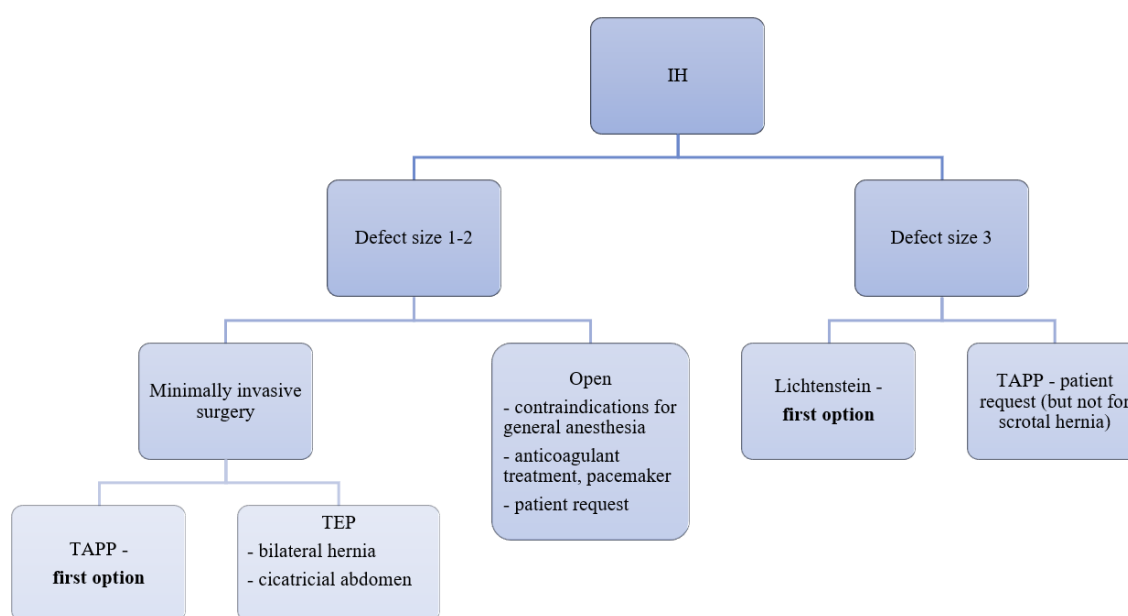 IH
Defect size 1-2
Defect size 3
Minimally invasive
surgery
Open
- contraindications for
general anesthesia
- anticoagulant
treatment, pacemaker
- patient request
Lichtenstein -
first option
TAPP - patient
request (but not for
scrotal hernia)
TAPP -
first option
TEP
- bilateral hernia
- cicatricial abdomen